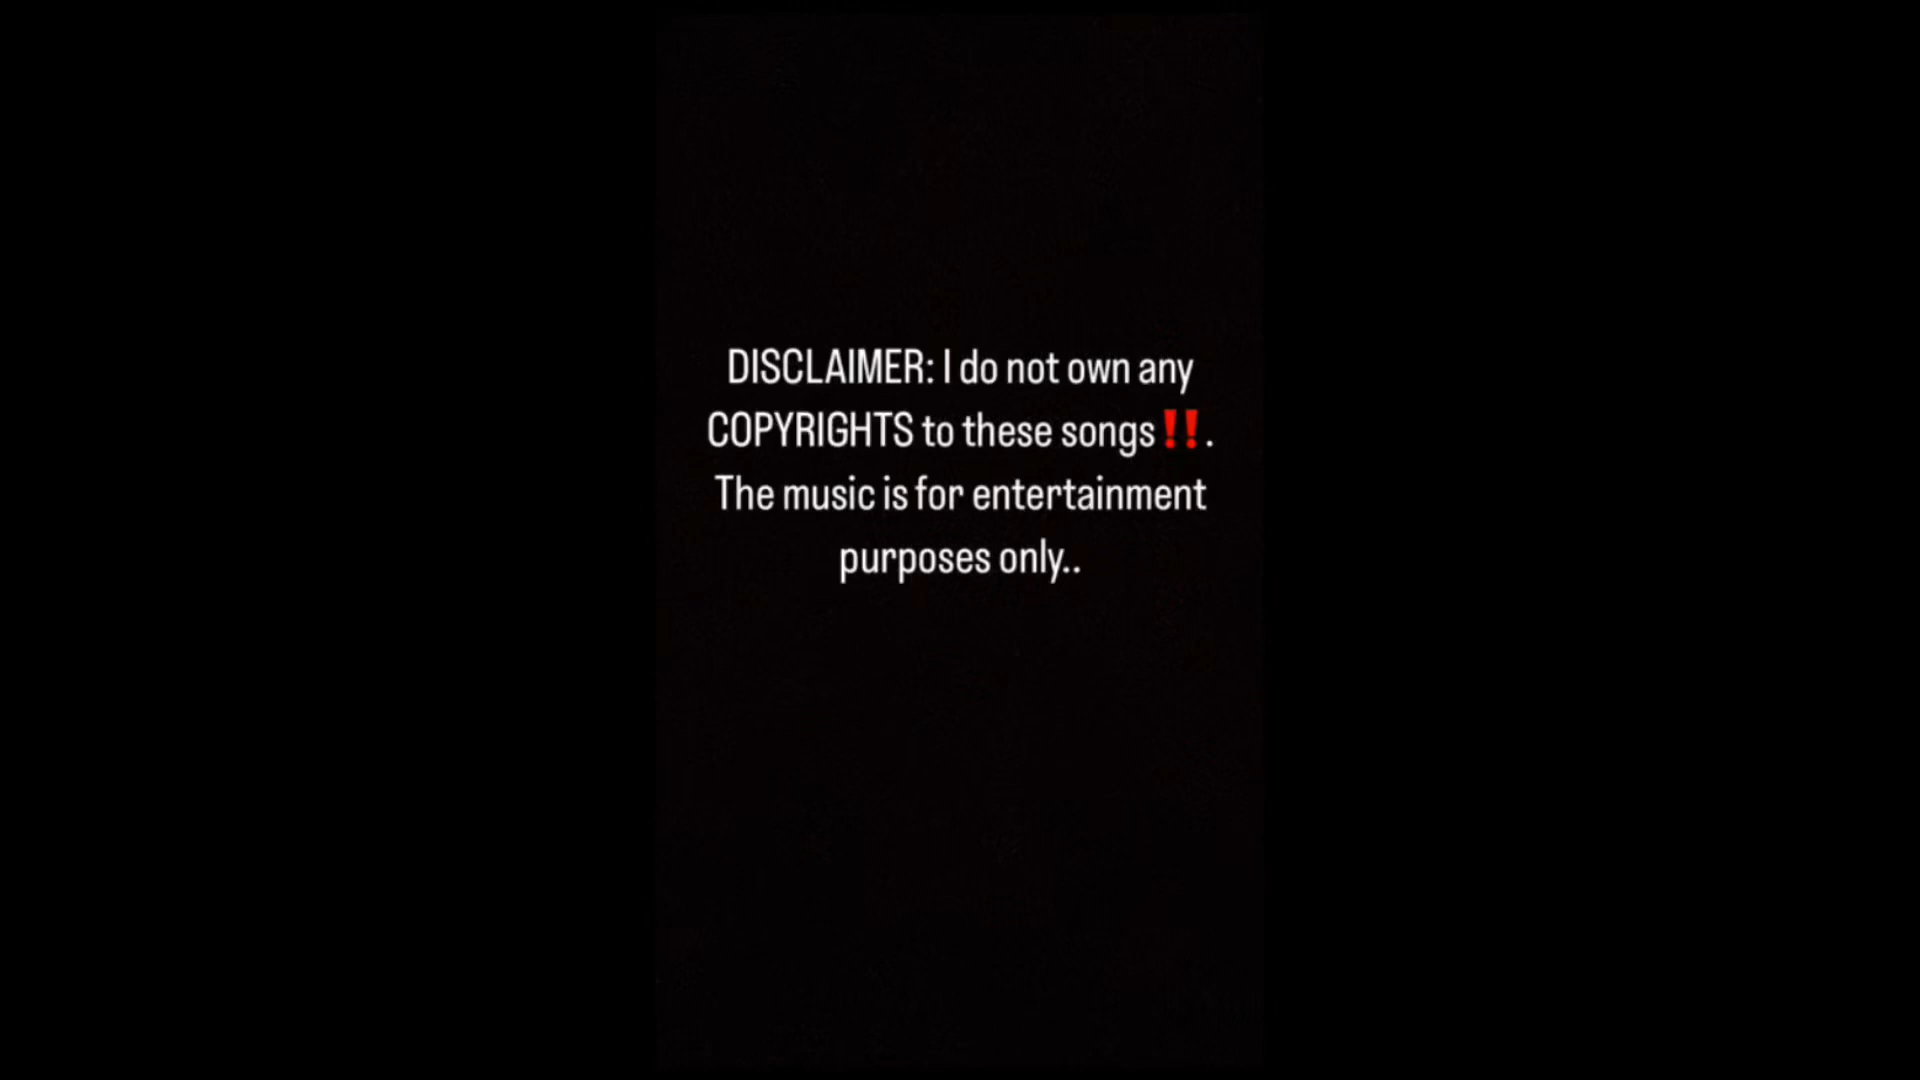 DISCLAIMER: I do not own any
COPYRIGHTS to these songs‼️.
The music is for entertainment
purposes only..